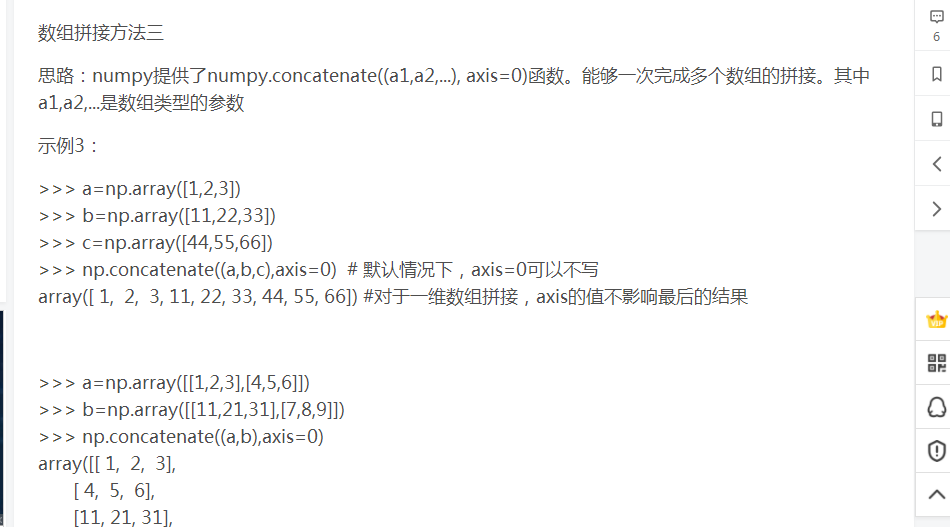 数组拼接方法三
思路：numpy提供了numpy.concatenate((a1,a2,...), axis=0)函数。能够一次完成多个数组的拼接。其中
a1,a2,...是数组类型的参数
示例3：
>>> a=np.array([1,2,3])
>>> b=np.array([11,22,33])
>>> c=np.array([44,55,66])
>>> np.concatenate((a,b,c),axis=0)  # 默认情况下，axis=0可以不写
array([ 1,  2,  3, 11, 22, 33, 44, 55, 66]) #对于一维数组拼接，axis的值不影响最后的结果
>>> a=np.array([[1,2,3],[4,5,6]])
>>> b=np.array([[11,21,31],[7,8,9]])
>>> np.concatenate((a,b),axis=0)
array([[ 1,  2,  3],
[ 4,  5,  6],
[11, 21, 31],
6
VIP